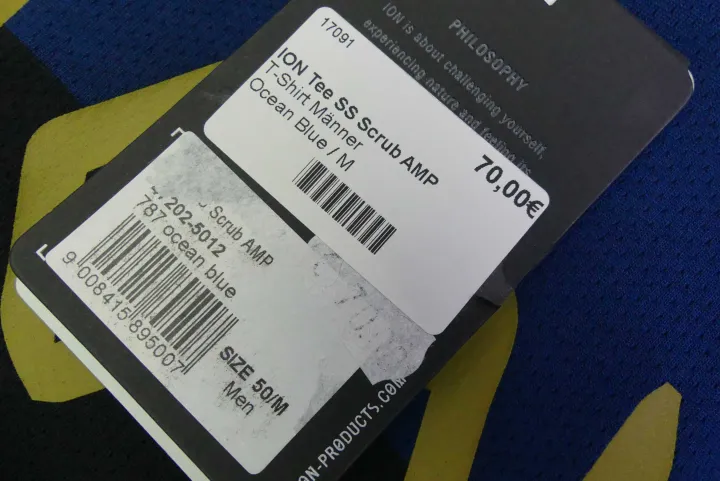 PHILOSOPHY
ION is about challenging yourself,
experiencing nature and feeling its
17091
ION Tee SS Scrub AMP
T-Shirt Männer
Ocean Blue / M
70,00€
Scrub AMP
202-5012
787 ocean blue
9 008415 895007
SIZE 50/M
Men
ON-PRODUCTS.COM